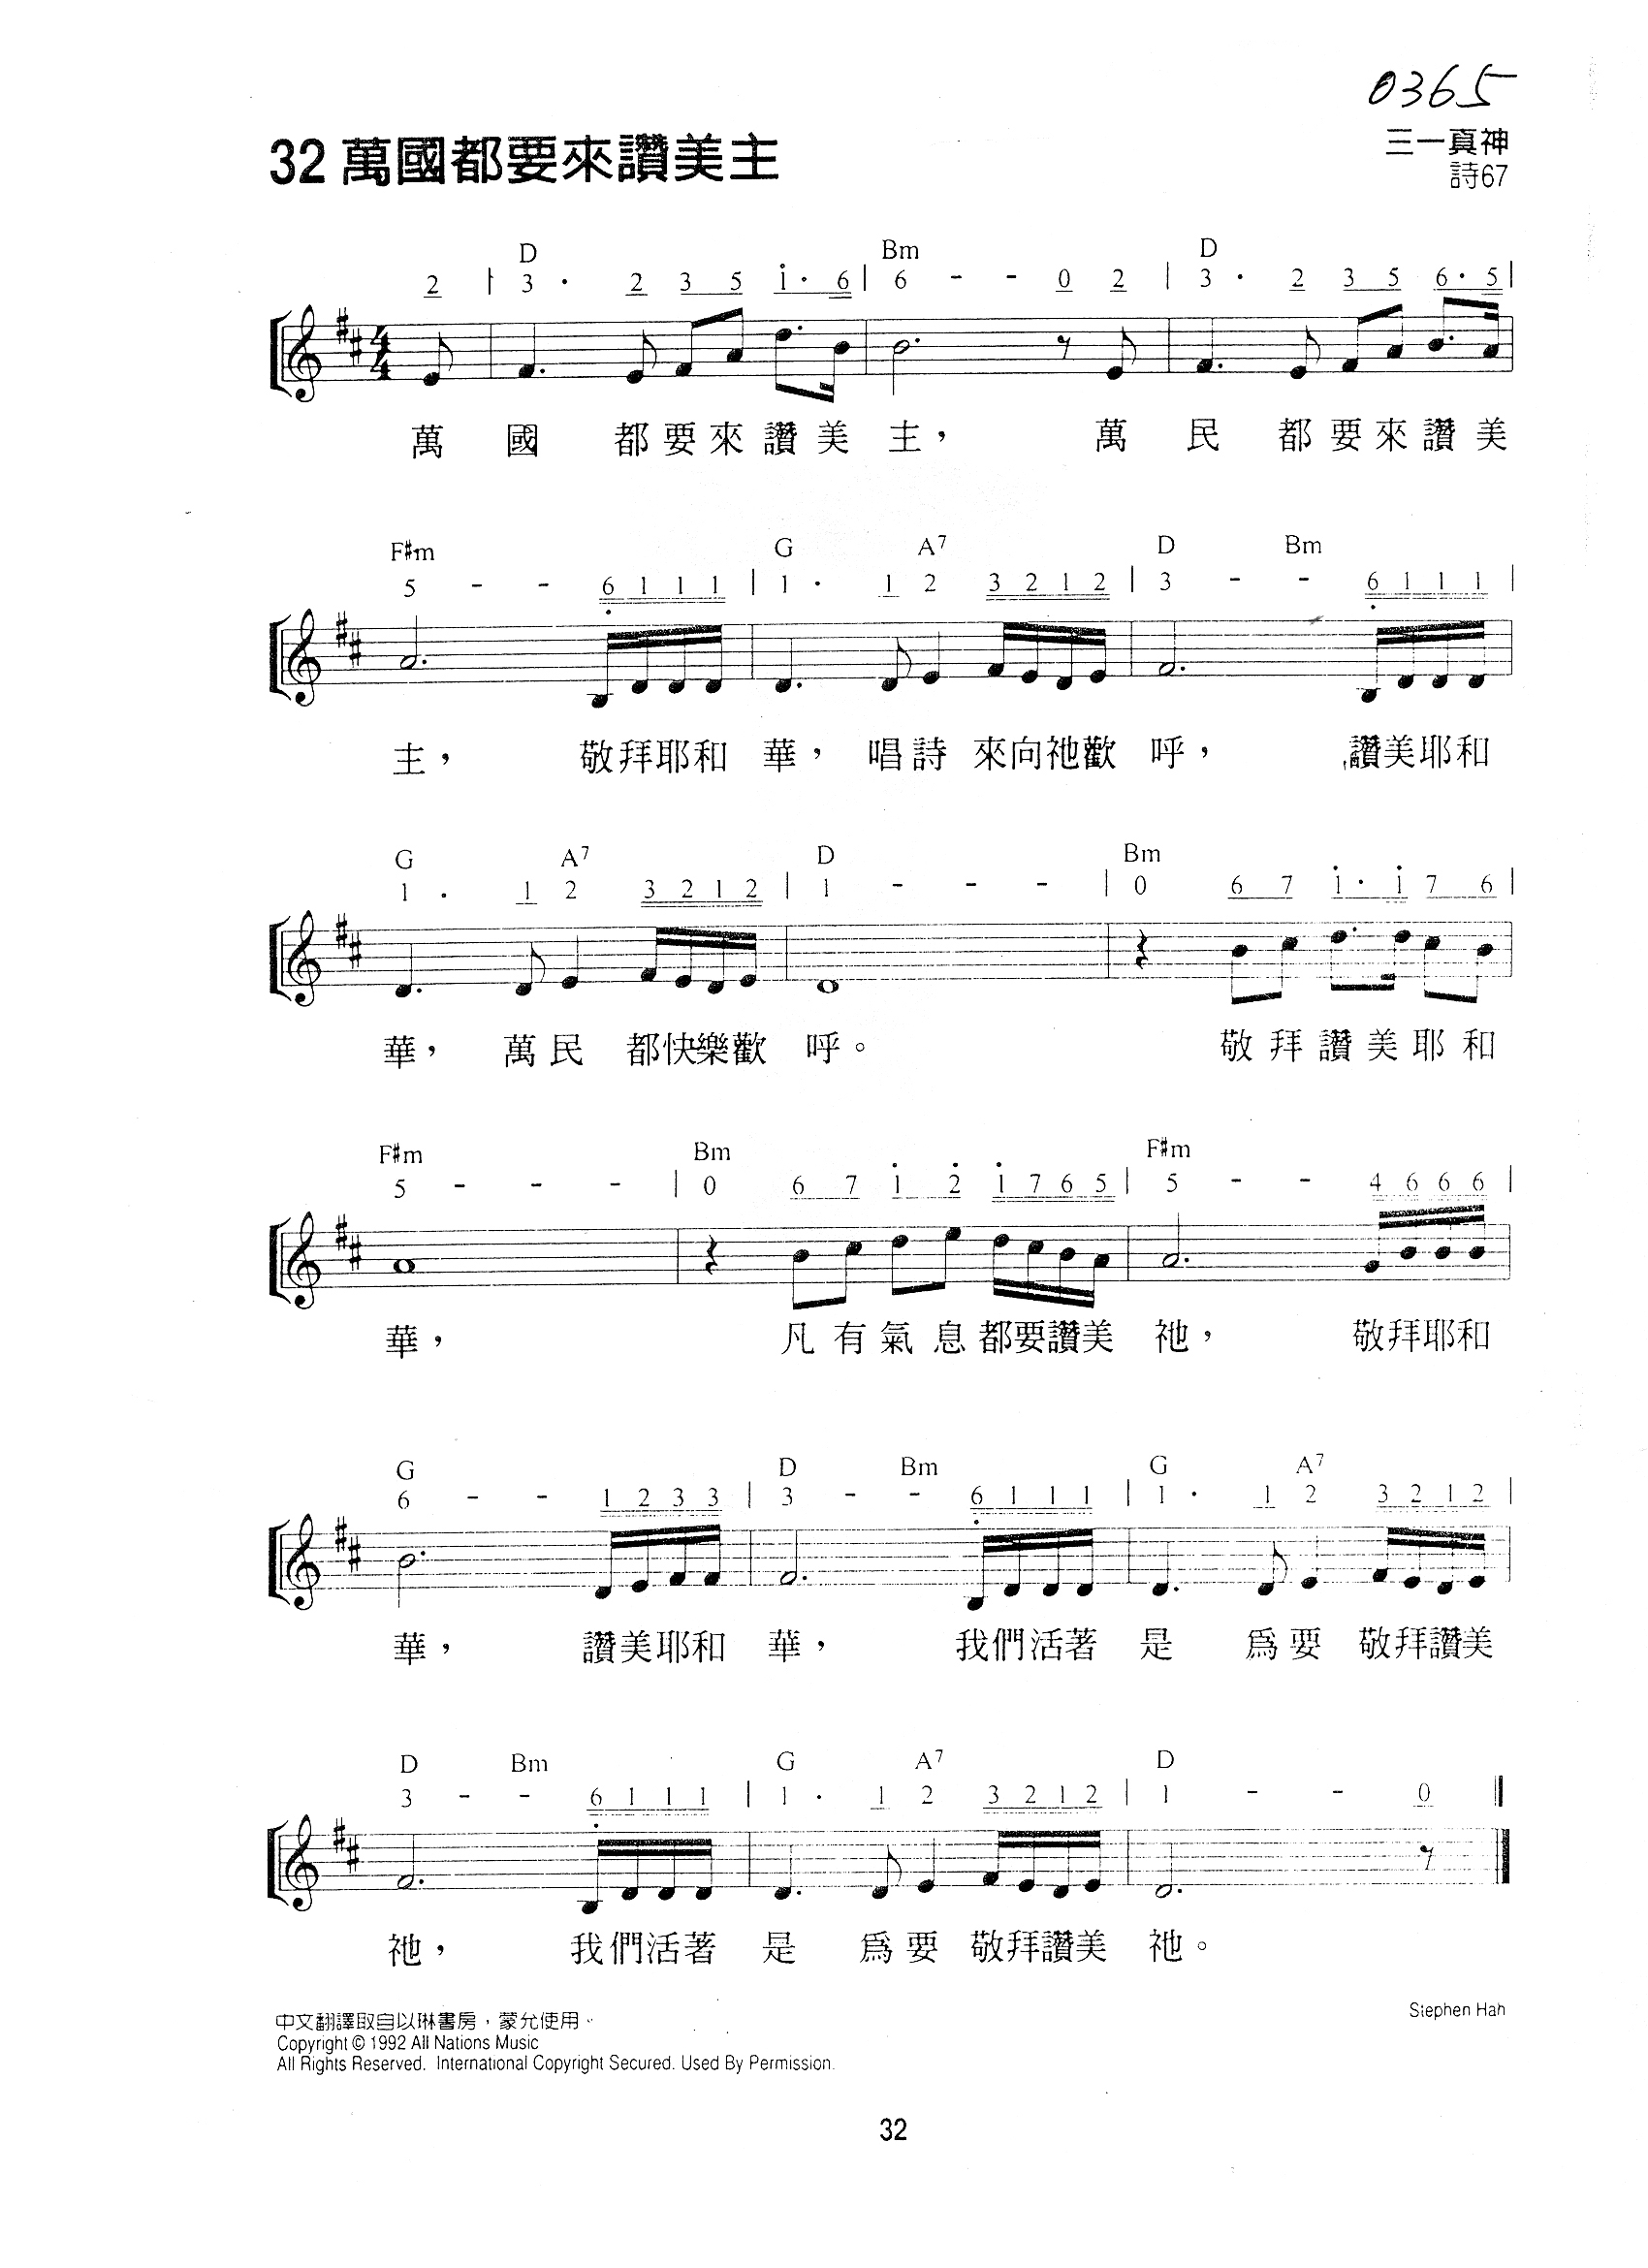 0365
32 萬國都要來讚美主
三一真神
詩67
D Bm D
2 | 3 · 2 3 5 i · 6 | 6 - - 0 2 | 3 · 2 3 5 6 · 5 |
4
4
萬 國 都 要 來 讚 美 主， 萬 民 都 要 來 讚 美
F#m G A7 D Bm
5 - - 6 1 1 1 | 1 · 1 2 3 2 1 2 | 3 - - 6 1 1 1 |
主， 敬拜耶和 華， 唱詩 來向祂歡 呼， 讚美耶和
G A7 D Bm
1 · 1 2 3 2 1 2 | 1 - - - | 0 6 7 i · i 7 6 |
華， 萬民 都快樂歡 呼。 敬拜讚美耶和
F#m Bm F#m
5 - - - | 0 6 7 i 2 i 7 6 5 | 5 - - 4 6 6 6 |
華， 凡有氣息都要讚美 祂， 敬拜耶和
G D Bm G A7
6 - - 1 2 3 3 | 3 - - 6 1 1 1 | 1 · 1 2 3 2 1 2 |
華， 讚美耶和 華， 我們活著 是 爲要 敬拜讚美
D Bm G A7 D
3 - - 6 1 1 1 | 1 · 1 2 3 2 1 2 | 1 - - 0 ‖
祂， 我們活著 是 爲要 敬拜讚美 祂。
中文翻譯取自以琳書房，蒙允使用。
Stephen Hah
Copyright © 1992 All Nations Music
All Rights Reserved. International Copyright Secured. Used By Permission.
32